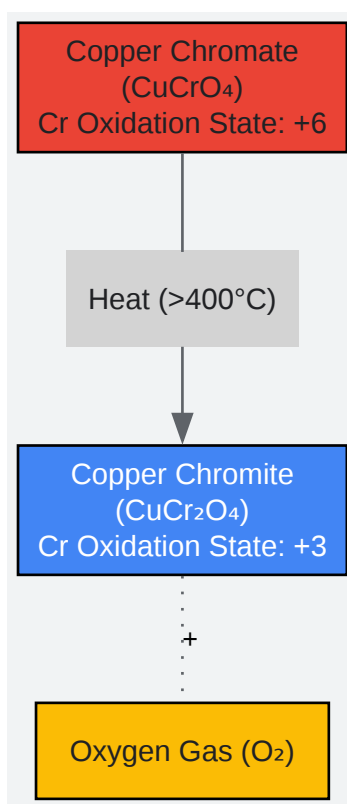 Copper Chromate
(CuCrO₄)
Cr Oxidation State: +6
Heat (>400°C)
Copper Chromite
(CuCr₂O₄)
Cr Oxidation State: +3
+
Oxygen Gas (O₂)